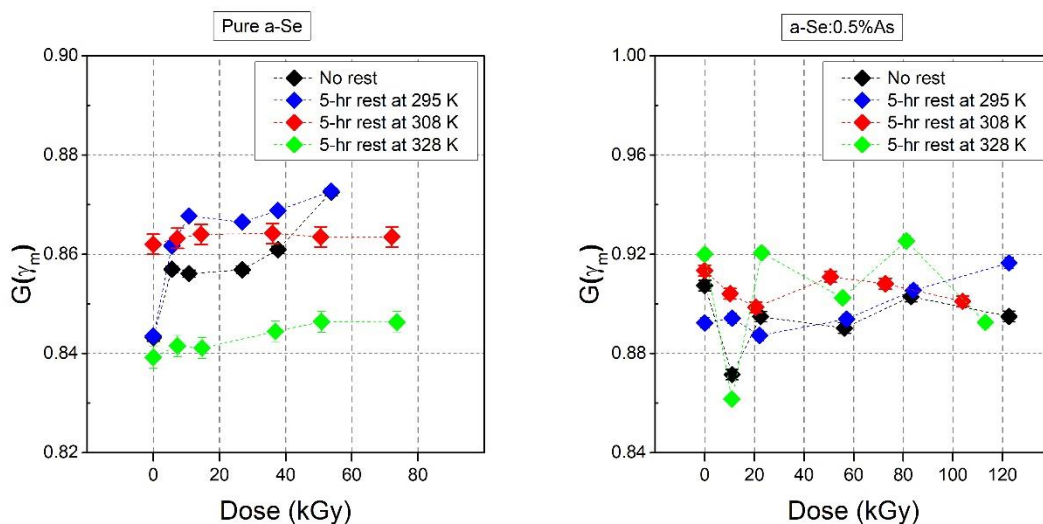 Pure a-Se
0.90
0.88
0.86
0.84
0.82
G(γm)
No rest
5-hr rest at 295 K
5-hr rest at 308 K
5-hr rest at 328 K
0 20 40 60 80
Dose (kGy)
a-Se:0.5%As
1.00
0.96
0.92
0.88
0.84
G(γm)
No rest
5-hr rest at 295 K
5-hr rest at 308 K
5-hr rest at 328 K
0 20 40 60 80 100 120
Dose (kGy)